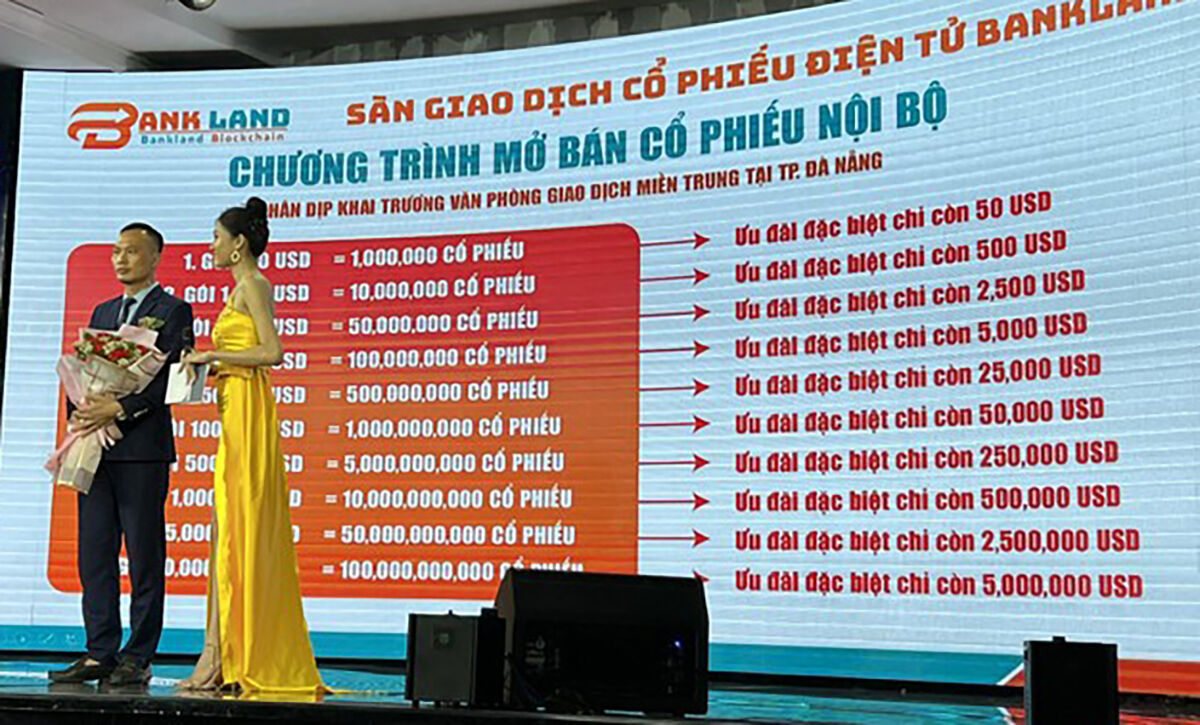 BANK LAND
Bankland Blockchain
SÀN GIAO DỊCH CỔ PHIẾU ĐIỆN TỬ
CHƯƠNG TRÌNH MỞ BÁN CỔ PHIẾU NỘI BỘ
DỊP KHAI TRƯƠNG VĂN PHÒNG GIAO DỊCH MIỀN TRUNG TẠI TP. ĐÀ NẴNG
1. USD = 1,000,000 CỔ PHIẾU Ưu đãi đặc biệt chỉ còn 50 USD
GÓI USD = 10,000,000 CỔ PHIẾU Ưu đãi đặc biệt chỉ còn 500 USD
USD = 50,000,000 CỔ PHIẾU Ưu đãi đặc biệt chỉ còn 2,500 USD
USD = 100,000,000 CỔ PHIẾU Ưu đãi đặc biệt chỉ còn 5,000 USD
USD = 500,000,000 CỔ PHIẾU Ưu đãi đặc biệt chỉ còn 25,000 USD
= 1,000,000,000 CỔ PHIẾU Ưu đãi đặc biệt chỉ còn 50,000 USD
= 5,000,000,000 CỔ PHIẾU Ưu đãi đặc biệt chỉ còn 250,000 USD
= 10,000,000,000 CỔ PHIẾU Ưu đãi đặc biệt chỉ còn 500,000 USD
= 50,000,000,000 CỔ PHIẾU Ưu đãi đặc biệt chỉ còn 2,500,000 USD
= 100,000,000,000 CỔ PHIẾU Ưu đãi đặc biệt chỉ còn 5,000,000 USD